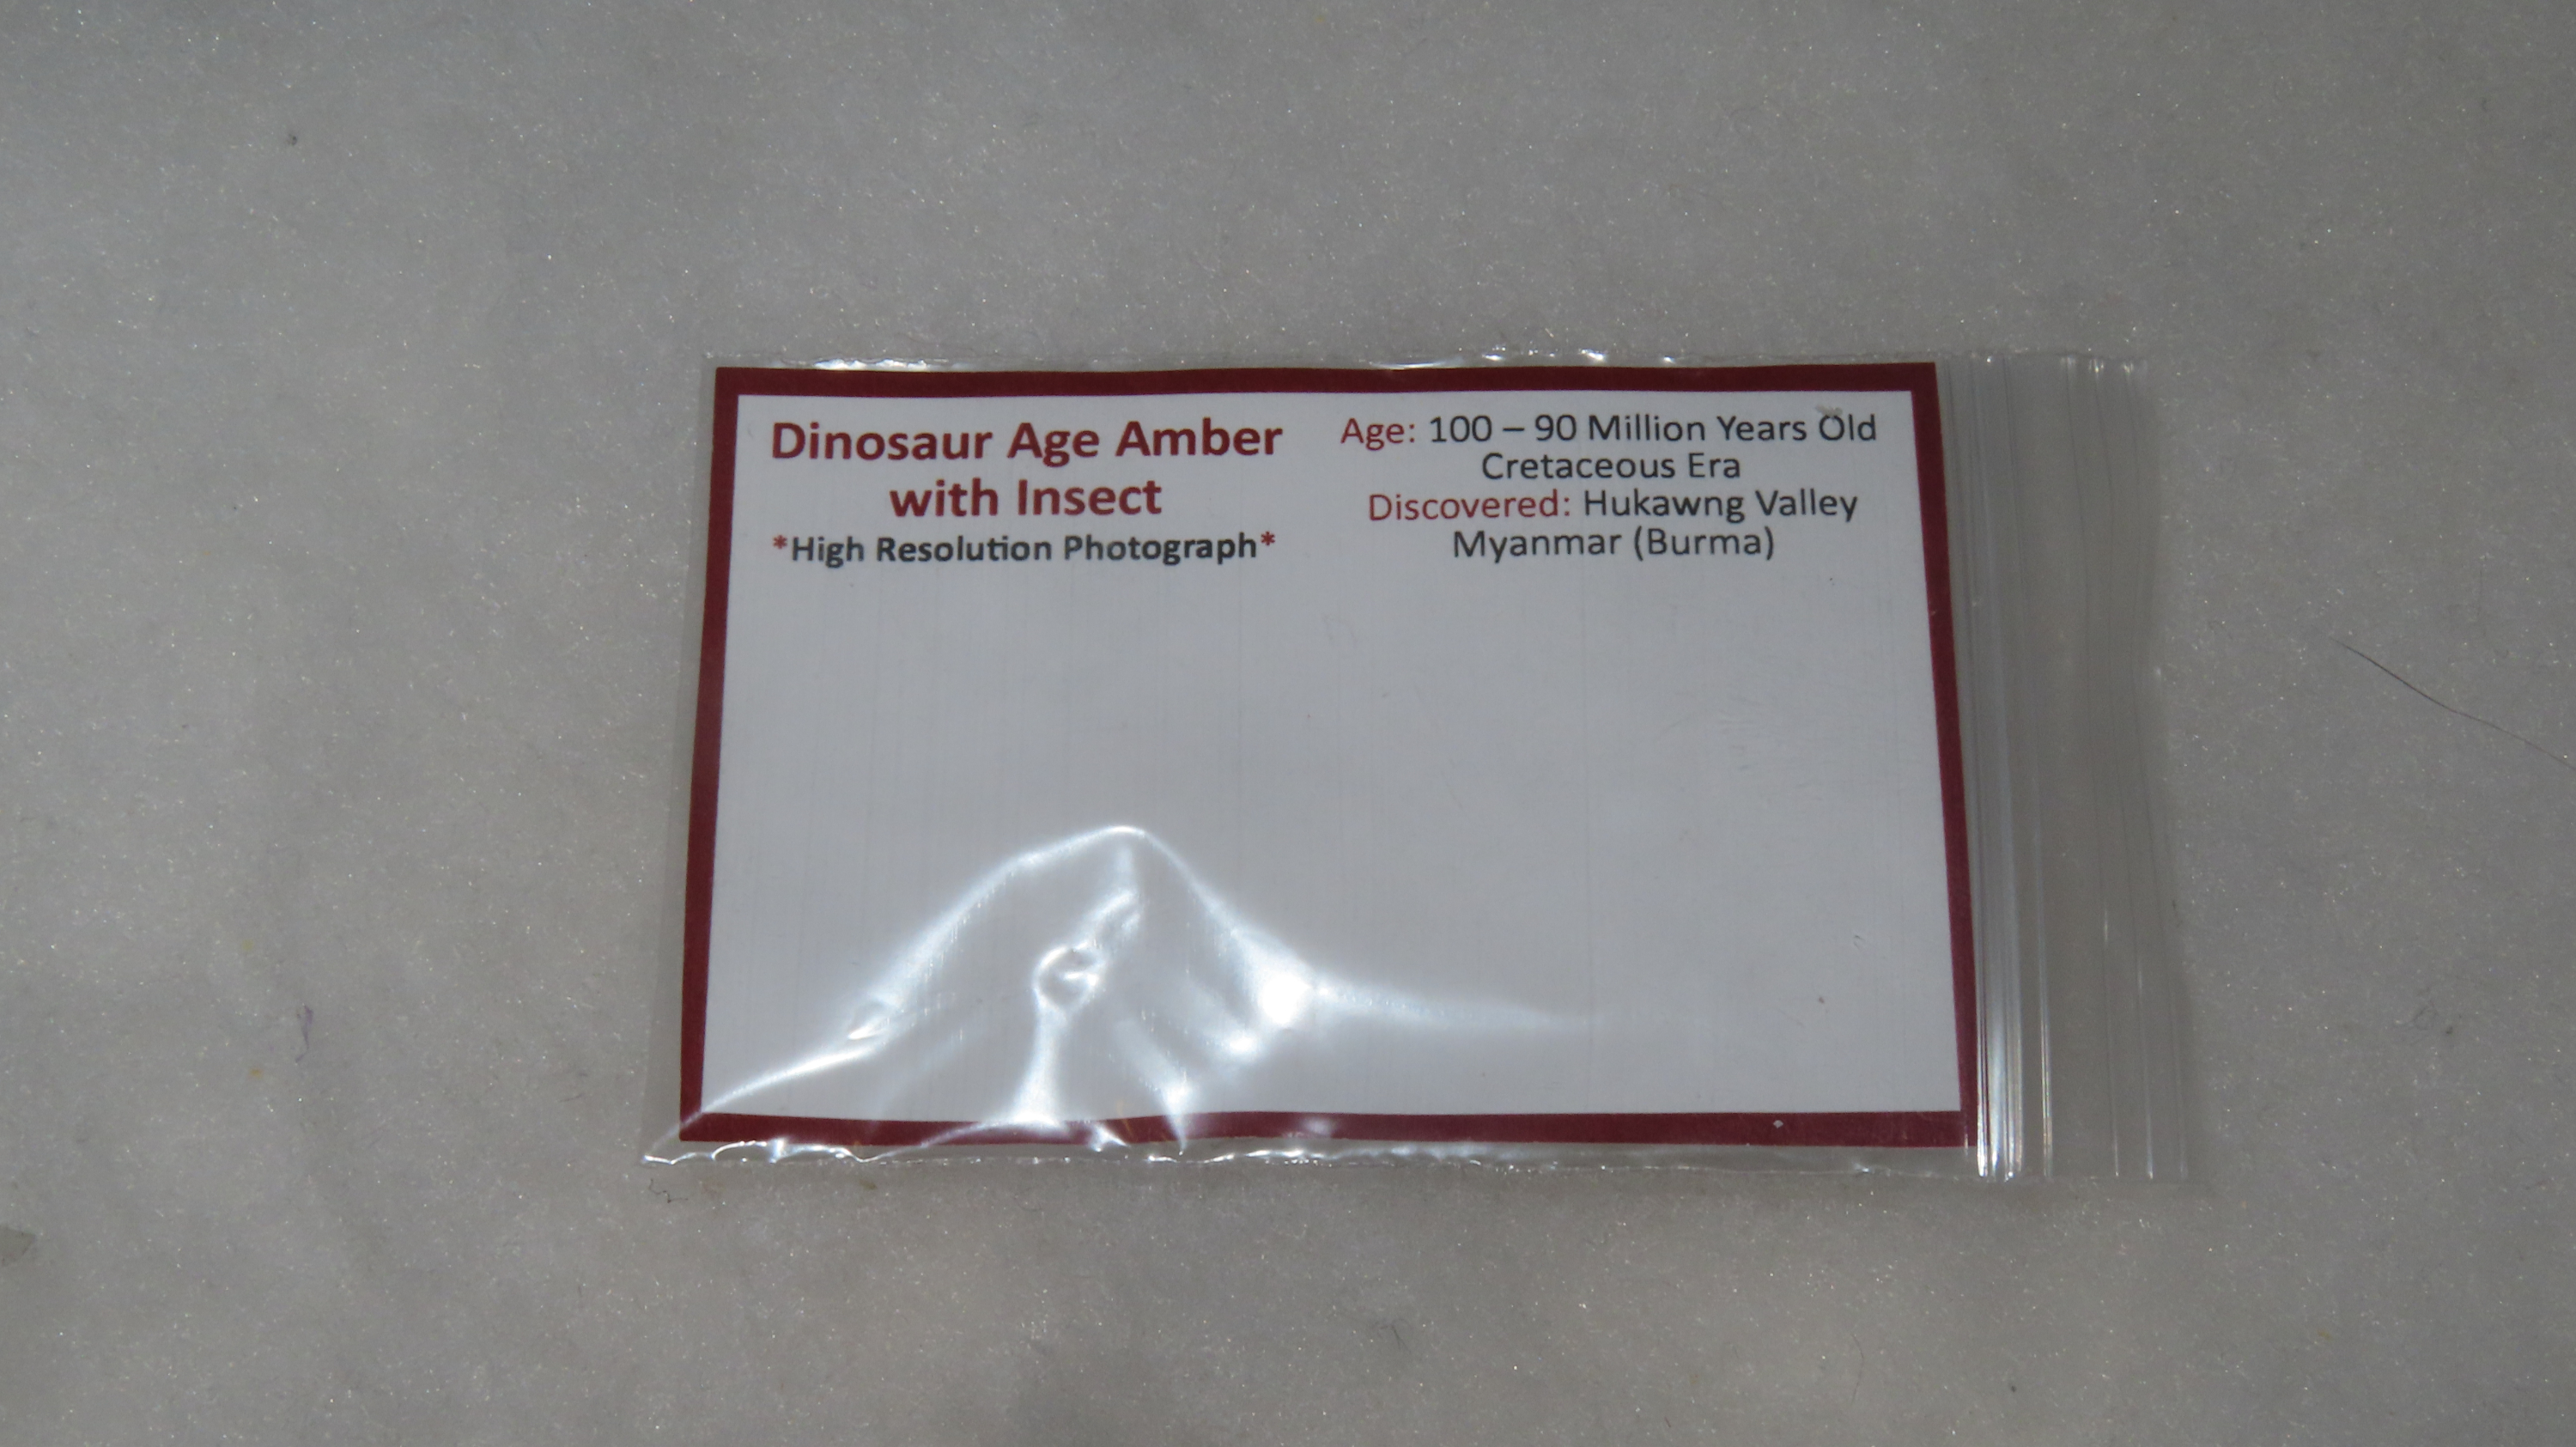 Dinosaur Age Amber
with Insect
*High Resolution Photograph*
Age: 100 – 90 Million Years Old
Cretaceous Era
Discovered: Hukawng Valley
Myanmar (Burma)